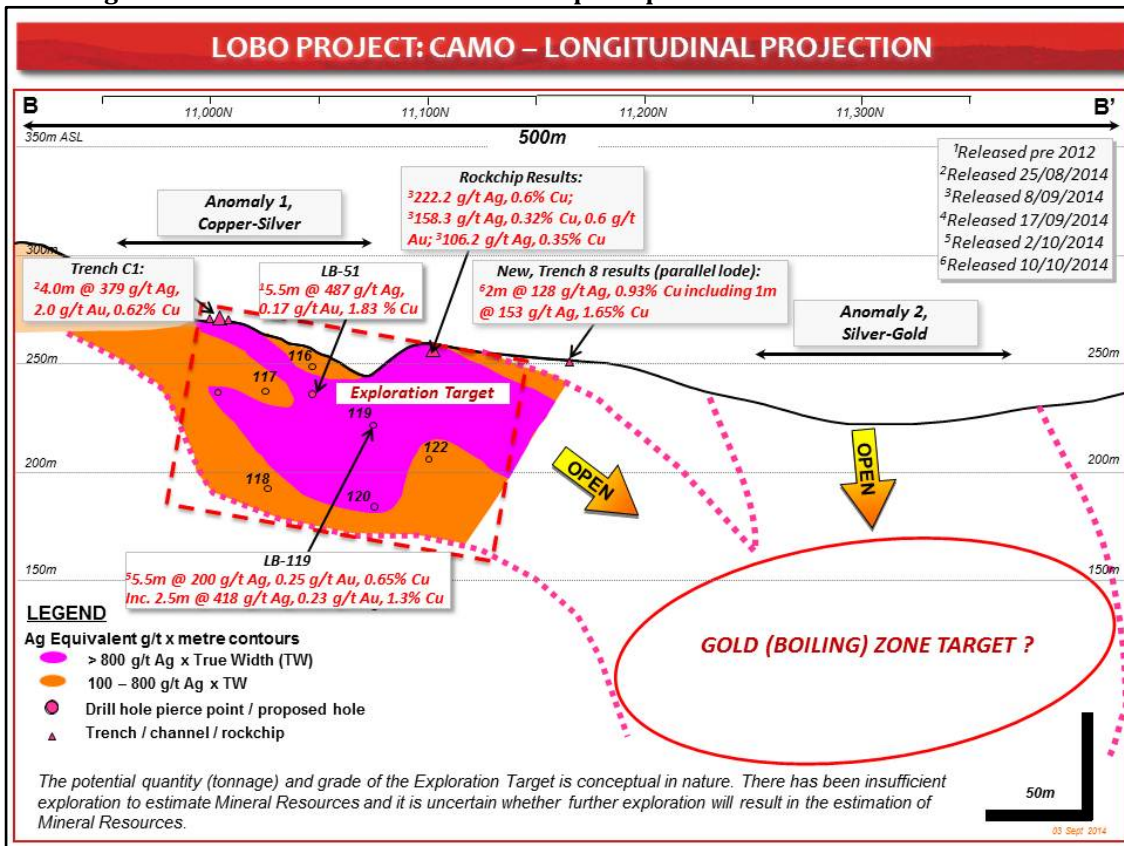 LOBO PROJECT: CAMO – LONGITUDINAL PROJECTION
B
B'
11,000N
11,100N
11,200N
11,300N
350m ASL
500m
¹Released pre 2012
²Released 25/08/2014
³Released 8/09/2014
⁴Released 17/09/2014
⁵Released 2/10/2014
⁶Released 10/10/2014
Anomaly 1,
Copper-Silver
Rockchip Results:
³222.2 g/t Ag, 0.6% Cu;
³158.3 g/t Ag, 0.32% Cu, 0.6 g/t
Au; ³106.2 g/t Ag, 0.35% Cu
300m
Trench C1:
²4.0m @ 379 g/t Ag,
2.0 g/t Au, 0.62% Cu
LB-51
¹5.5m @ 487 g/t Ag,
0.17 g/t Au, 1.83 % Cu
New, Trench 8 results (parallel lode):
⁶2m @ 128 g/t Ag, 0.93% Cu including 1m
@ 153 g/t Ag, 1.65% Cu
Anomaly 2,
Silver-Gold
250m
250m
116
117
Exploration Target
119
122
118
120
200m
200m
OPEN
OPEN
150m
150m
LB-119
⁵5.5m @ 200 g/t Ag, 0.25 g/t Au, 0.65% Cu
Inc. 2.5m @ 418 g/t Ag, 0.23 g/t Au, 1.3% Cu
GOLD (BOILING) ZONE TARGET ?
LEGEND
Ag Equivalent g/t x metre contours
> 800 g/t Ag x True Width (TW)
100 – 800 g/t Ag x TW
Drill hole pierce point / proposed hole
Trench / channel / rockchip
50m
The potential quantity (tonnage) and grade of the Exploration Target is conceptual in nature. There has been insufficient
exploration to estimate Mineral Resources and it is uncertain whether further exploration will result in the estimation of
Mineral Resources.
03 Sept 2014